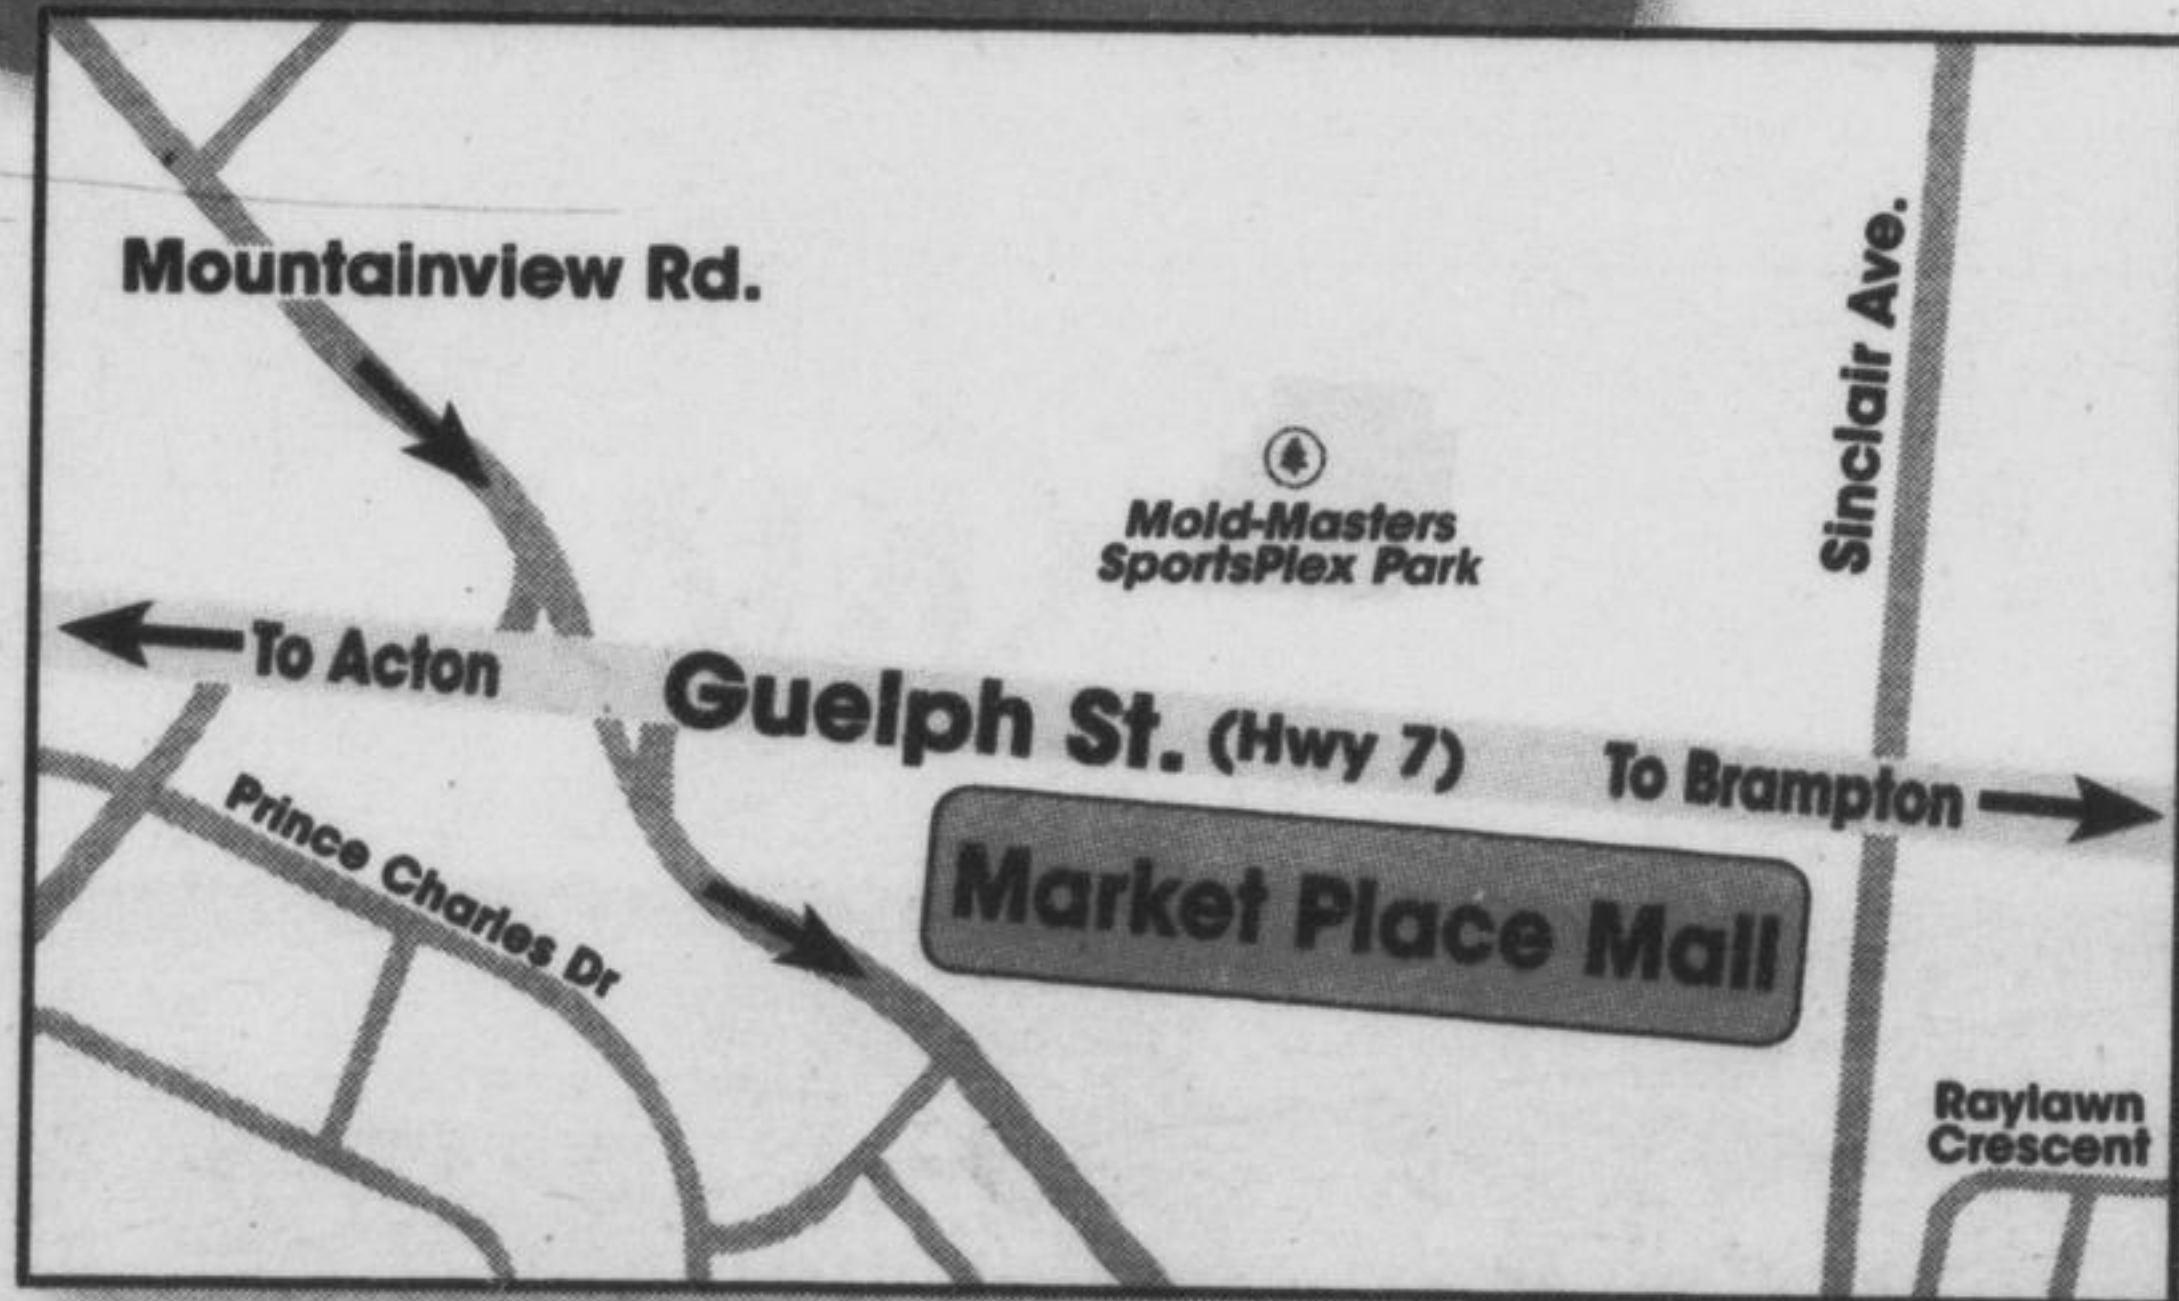 Mountainview Rd.
Sinclair Ave.
Mold-Masters
SportsPlex Park
To Acton
Guelph St. (Hwy 7)
To Brampton
Prince Charles Dr
Market Place Mall
Raylawn
Crescent